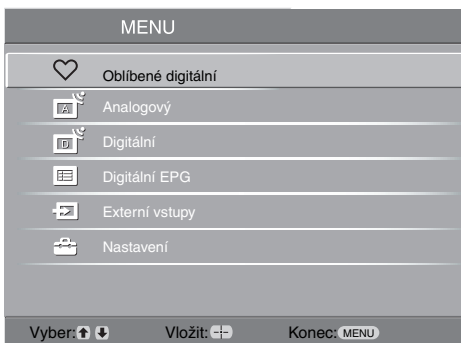 MENU
Oblíbené digitální
A Analogový
D Digitální
Digitální EPG
Externí vstupy
Nastavení
Vyber: Vložit: Konec: MENU